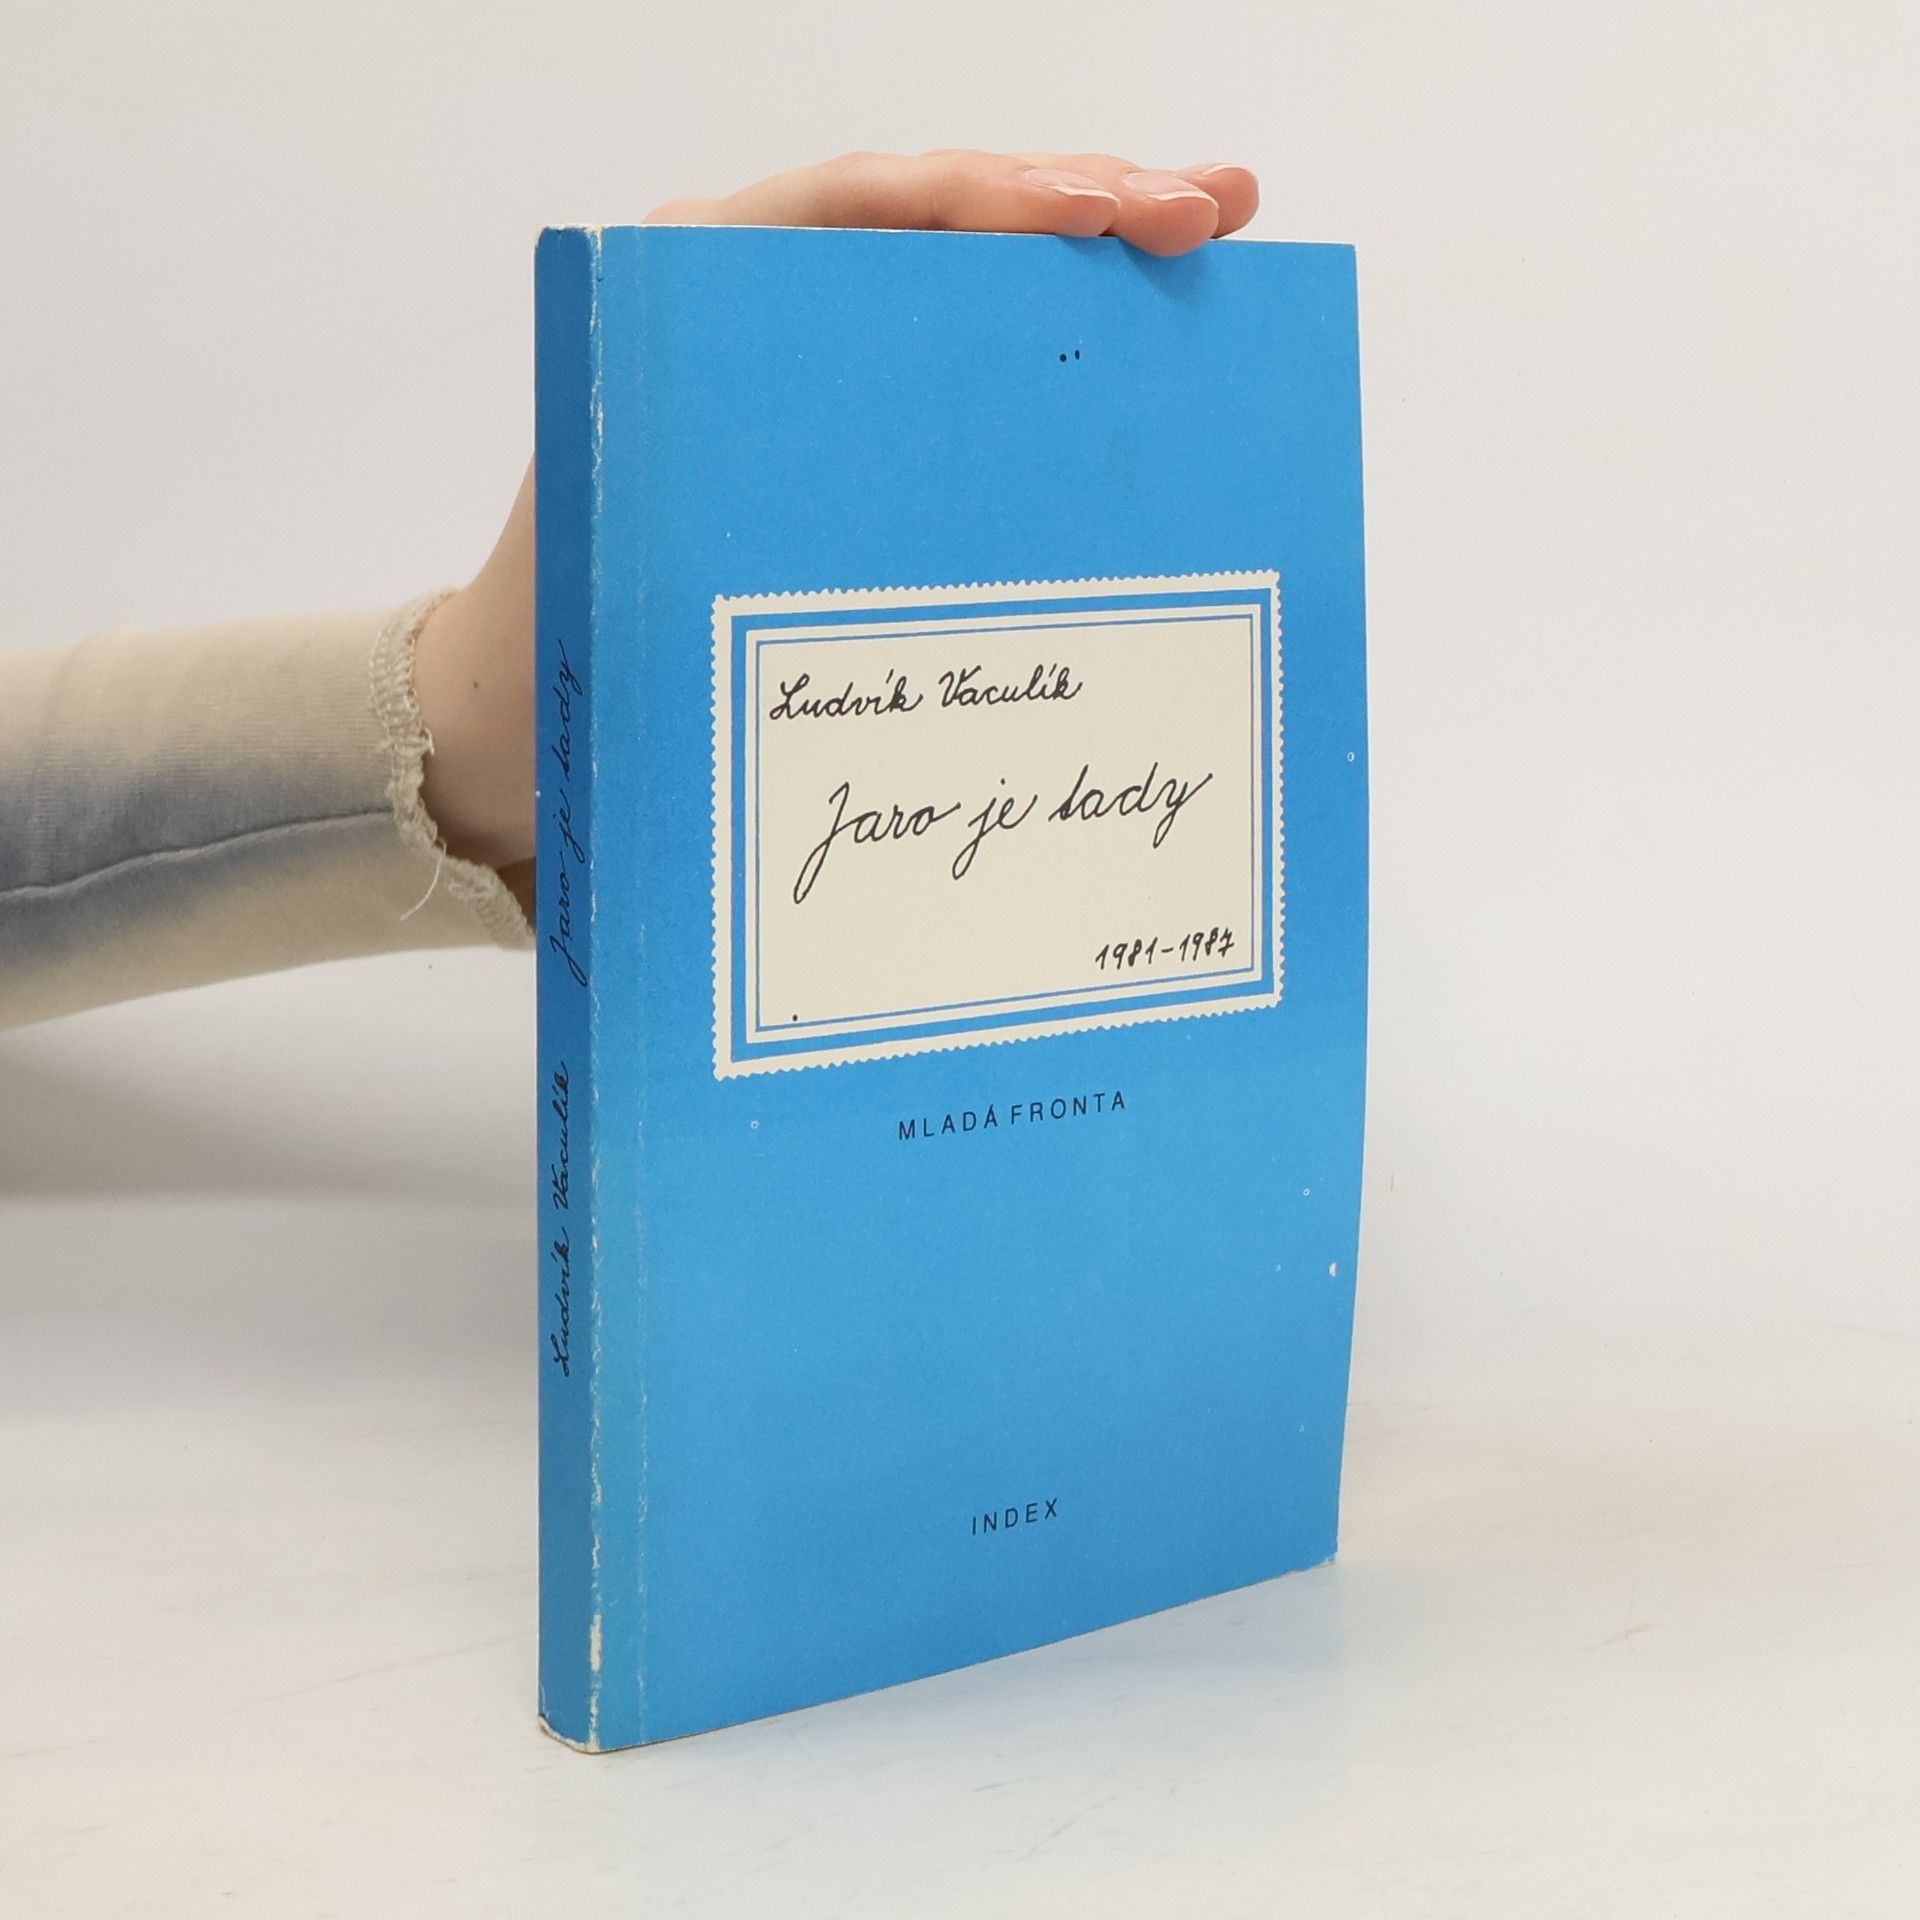 Ludvík Vaculík
Jaro je tady
1981-1987
MLADÁ FRONTA
INDEX
Ludvík Vaculík Jaro je tady